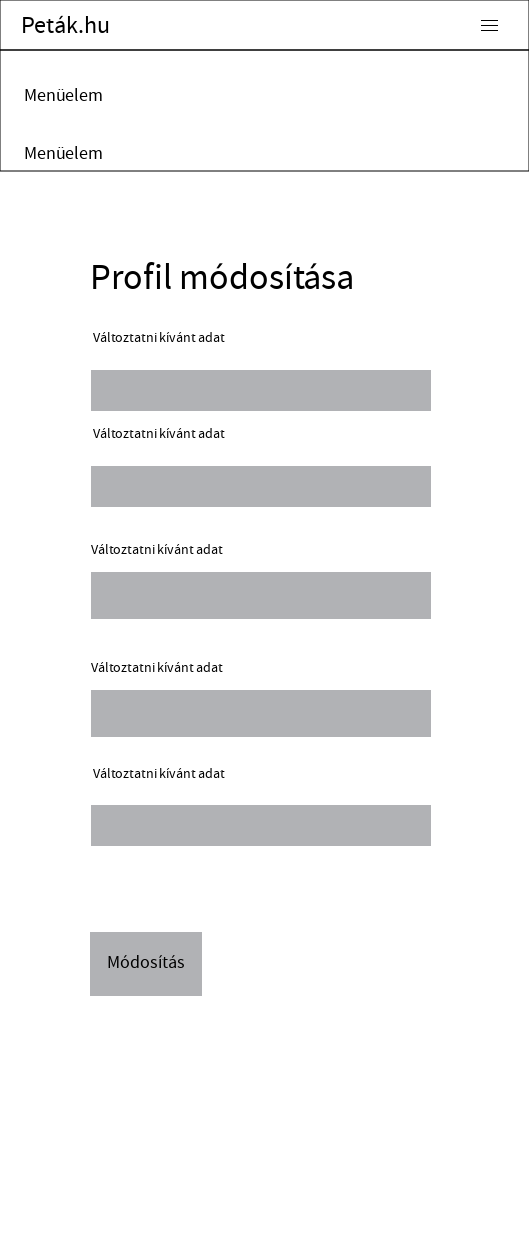 Peták.hu
Menüelem
Menüelem
Profil módosítása
Változtatni kívánt adat
Változtatni kívánt adat
Változtatni kívánt adat
Változtatni kívánt adat
Változtatni kívánt adat
Módosítás